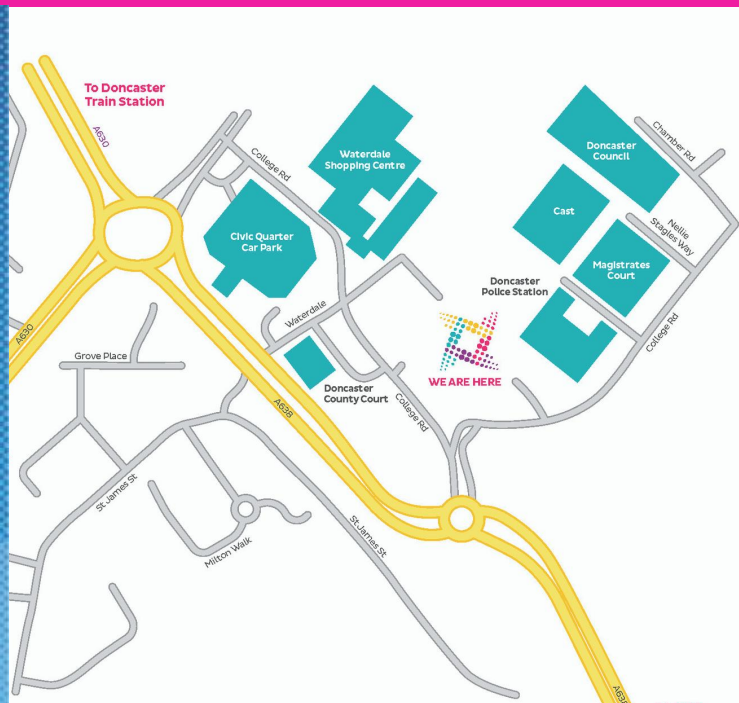 To Doncaster
Train Station
A630
College Rd
Waterdale
Shopping Centre
Doncaster
Council
Chamber Rd
Cast
Nellie
Stagles Way
Civic Quarter
Car Park
Magistrates
Court
Doncaster
Police Station
Waterdale
A630
College Rd
Grove Place
WE ARE HERE
Doncaster
County Court
A638
College Rd
St James St
St James St
Milton Walk